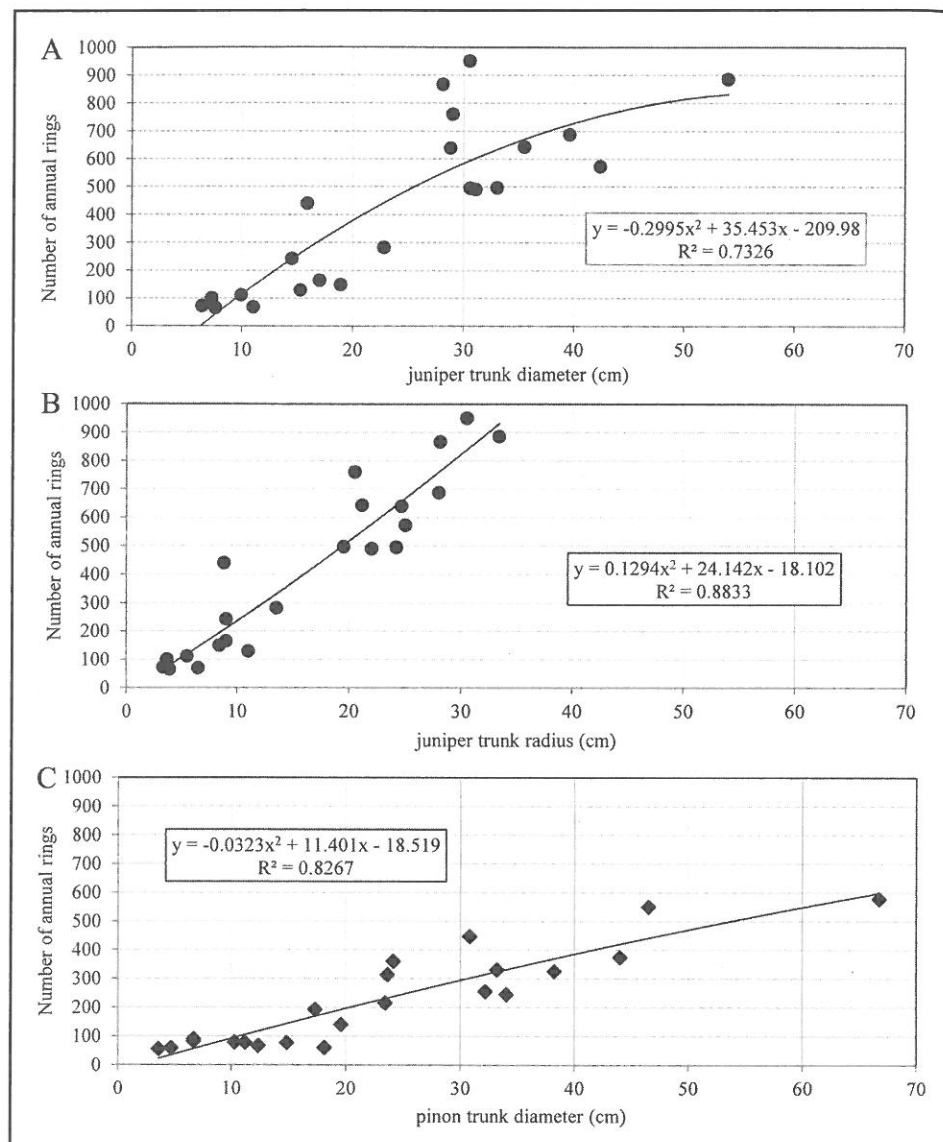 A
Number of annual rings
1000
900
800
700
600
500
400
300
200
100
0
y = -0.2995x² + 35.453x - 209.98
R² = 0.7326
0 10 20 30 40 50 60 70
juniper trunk diameter (cm)
B
Number of annual rings
1000
900
800
700
600
500
400
300
200
100
0
y = 0.1294x² + 24.142x - 18.102
R² = 0.8833
0 10 20 30 40 50 60 70
juniper trunk radius (cm)
C
Number of annual rings
1000
900
800
700
600
500
400
300
200
100
0
y = -0.0323x² + 11.401x - 18.519
R² = 0.8267
0 10 20 30 40 50 60 70
pinon trunk diameter (cm)